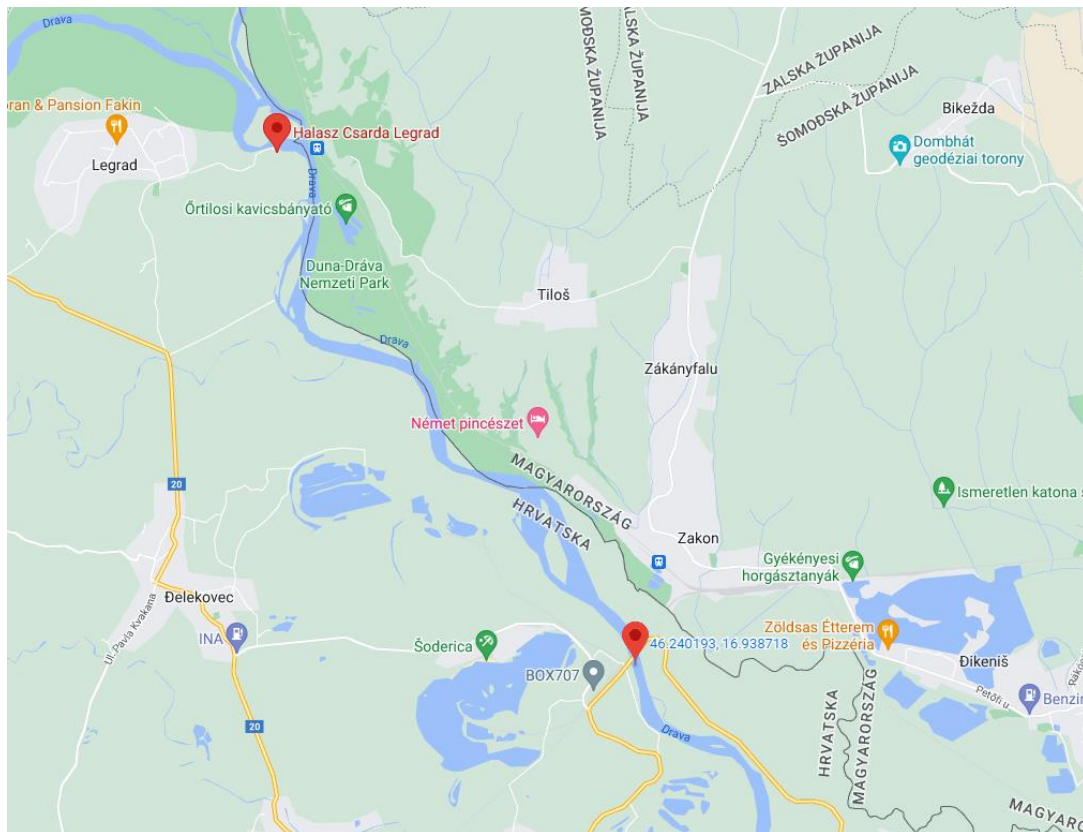 Drava
MOĐSKA ŽUPANIJA
ZALSKA ŽUPANIJA
ZALSKA ŽUPANIJA
ŠOMOĐSKA ŽUPANIJA
Bikežda
oran & Pansion Fakin
Legrad
Halasz Csarda Legrad
Dombhát
geodéziai torony
Drava
Őrtilosi kavicsbányató
Duna-Dráva
Nemzeti Park
Tiloš
Drava
Zákányfalu
Német pincészet
MAGYARORSZÁG
HRVATSKA
20
Ismeretlen katona s
Zakon
Gyékényesi
horgásztanyák
Đelekovec
Ul. Pavla Kvakana
INA
Šoderica
46.240193, 16.938718
Zöldsas Étterem
és Pizzéria
BOX707
Đikeniš
Petőfi u.
Benzin
HRVATSKA
MAGYARORSZÁG
20
Drava
MAGYARO